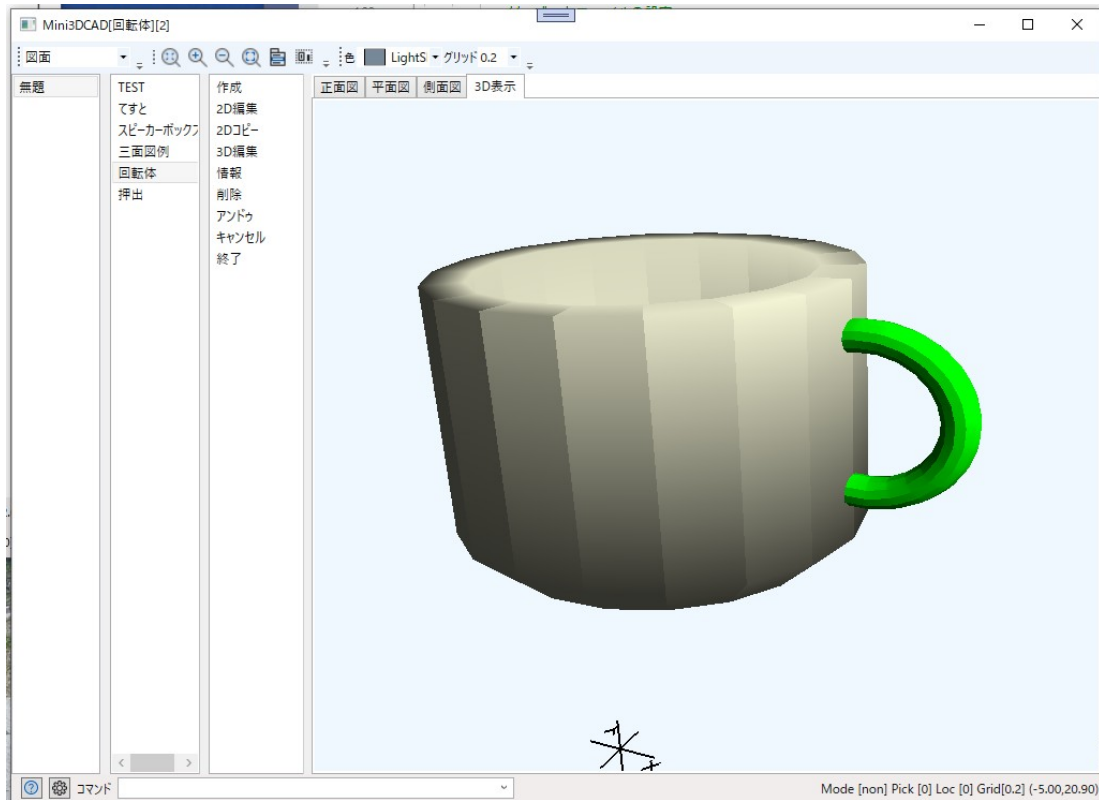 Mini3DCAD[回転体][2]
図面
色 LightS グリッド 0.2
無題
TEST
てすと
スピーカーボックス
三面図例
回転体
押出
作成
2D編集
2Dコピー
3D編集
情報
削除
アンドゥ
キャンセル
終了
正面図 平面図 側面図 3D表示
コマンド
Mode [non] Pick [0] Loc [0] Grid[0.2] (-5.00,20.90)